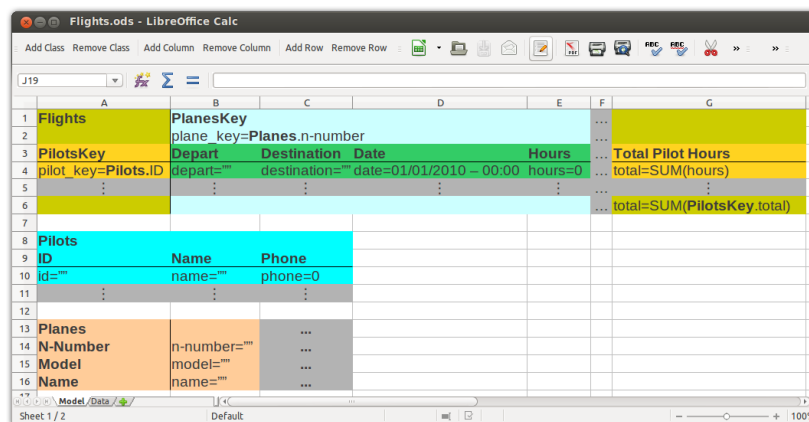 Flights.ods - LibreOffice Calc
Add Class Remove Class Add Column Remove Column Add Row Remove Row » »
J19
A B C D E F G
1 Flights PlanesKey ...
2 plane_key=Planes.n-number ...
3 PilotsKey Depart Destination Date Hours ... Total Pilot Hours
4 pilot_key=Pilots.ID depart="" destination="" date=01/01/2010 – 00:00 hours=0 ... total=SUM(hours)
5 ⋮ ⋮ ⋮ ⋮ ⋮ ... ⋮
6 ... total=SUM(PilotsKey.total)
7
8 Pilots
9 ID Name Phone
10 id="" name="" phone=0
11 ⋮ ⋮ ⋮
12
13 Planes ...
14 N-Number n-number="" ...
15 Model model="" ...
16 Name name="" ...
17
Model Data
Sheet 1 / 2 Default 100%